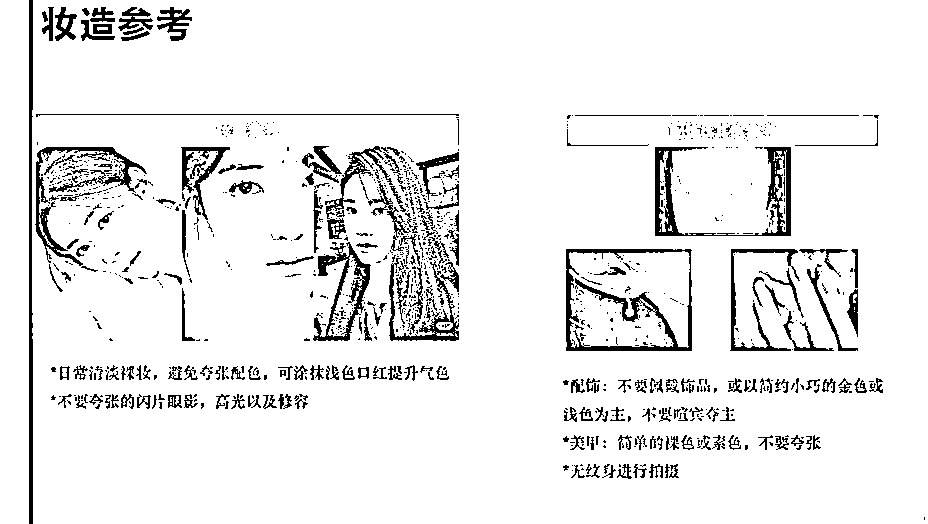 妆造参考
*日常清淡裸妆，避免夸张配色，可涂抹浅色口红提升气色
*不要夸张的闪片眼影，高光以及修容
*配饰：不要佩戴饰品，或以简约小巧的金色或
浅色为主，不要喧宾夺主
*美甲：简单的裸色或素色，不要夸张
*无纹身进行拍摄